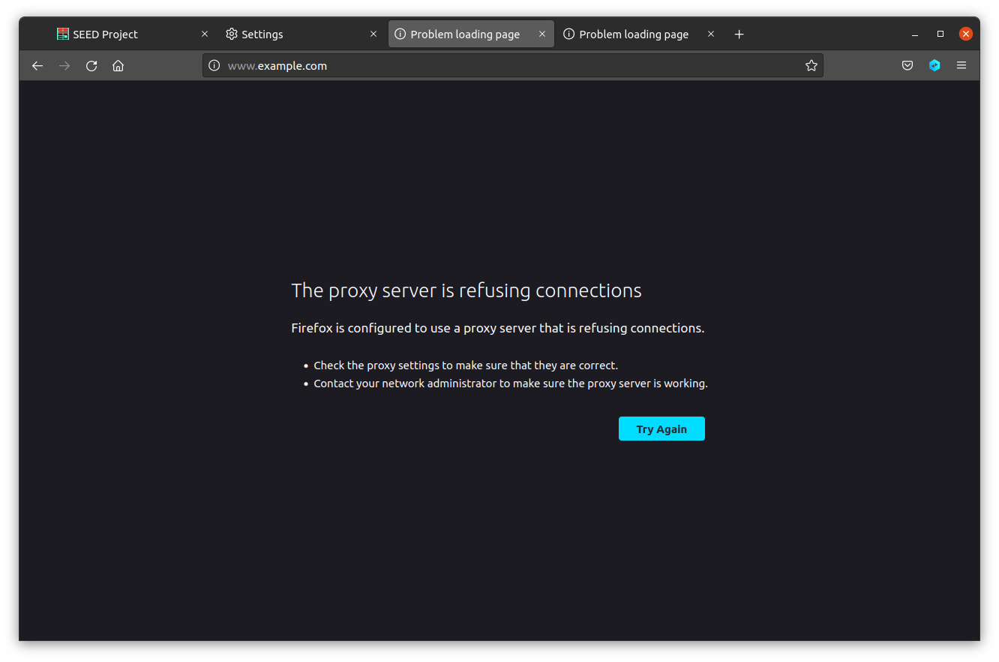 SEED Project
Settings
Problem loading page
Problem loading page
www.example.com
The proxy server is refusing connections
Firefox is configured to use a proxy server that is refusing connections.
Check the proxy settings to make sure that they are correct.
Contact your network administrator to make sure the proxy server is working.
Try Again